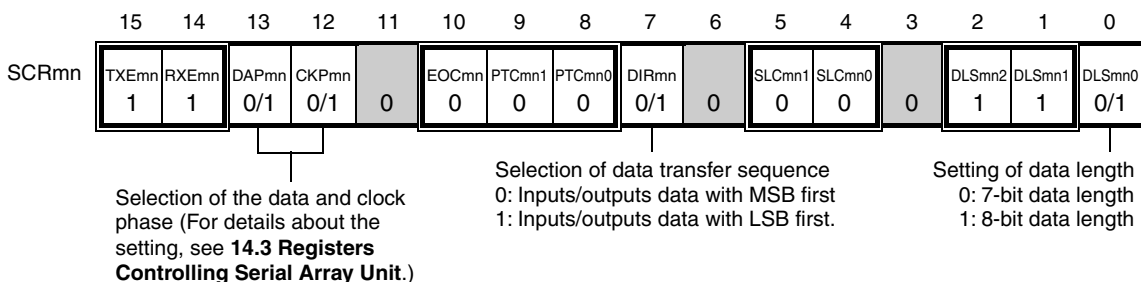 15 14 13 12 11 10 9 8 7 6 5 4 3 2 1 0
SCRmn TXEmn RXEmn DAPmn CKPmn EOCmn PTCmn1 PTCmn0 DIRmn SLCmn1 SLCmn0 DLSmn2 DLSmn1 DLSmn0
1 1 0/1 0/1 0 0 0 0 0/1 0 0 0 0 1 1 0/1
Selection of the data and clock
phase (For details about the
setting, see 14.3 Registers
Controlling Serial Array Unit.)
Selection of data transfer sequence
0: Inputs/outputs data with MSB first
1: Inputs/outputs data with LSB first.
Setting of data length
0: 7-bit data length
1: 8-bit data length